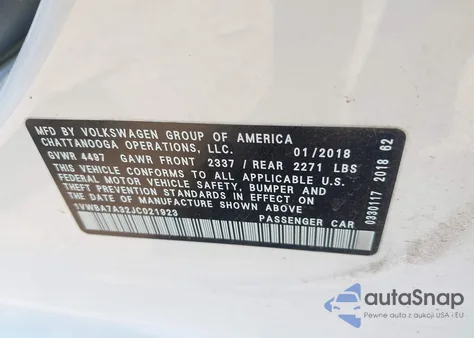 MFD BY VOLKSWAGEN GROUP OF AMERICA
CHATTANOOGA OPERATIONS, LLC. 01/2018
GVWR 4497 GAWR FRONT 2337 / REAR 2271 LBS
THIS VEHICLE CONFORMS TO ALL APPLICABLE U.S.
FEDERAL MOTOR VEHICLE SAFETY, BUMPER AND
THEFT PREVENTION STANDARDS IN EFFECT ON
THE DATE OF MANUFACTURE SHOWN ABOVE
1VWBA7A32JC021923 PASSENGER CAR
0330117 2018 62
autoSnap
Pewne auta z aukcji USA i EU